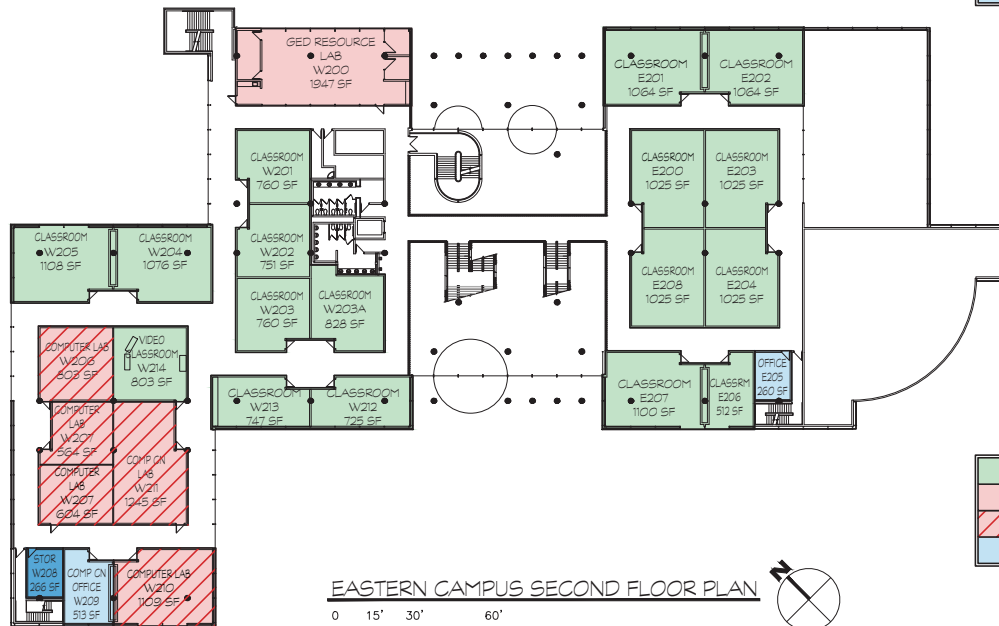 GED RESOURCE
LAB
W200
1947 SF
CLASSROOM
E201
1064 SF
CLASSROOM
E202
1064 SF
CLASSROOM
W201
760 SF
CLASSROOM
E200
1025 SF
CLASSROOM
E203
1025 SF
CLASSROOM
W205
1108 SF
CLASSROOM
W204
1076 SF
CLASSROOM
W202
751 SF
CLASSROOM
W203
760 SF
CLASSROOM
W203A
828 SF
CLASSROOM
E208
1025 SF
CLASSROOM
E204
1025 SF
COMPUTER LAB
W206
803 SF
VIDEO
CLASSROOM
W214
803 SF
CLASSROOM
W213
747 SF
CLASSROOM
W212
725 SF
CLASSROOM
E207
1100 SF
CLASSRM
E206
512 SF
OFFICE
E205
260 SF
COMPUTER
LAB
W207
564 SF
COMP CN
LAB
W211
1245 SF
COMPUTER
LAB
W207
604 SF
STOR
W208
266 SF
COMP CN
OFFICE
W209
513 SF
COMPUTER LAB
W210
1109 SF
EASTERN CAMPUS SECOND FLOOR PLAN
0 15' 30' 60'
N